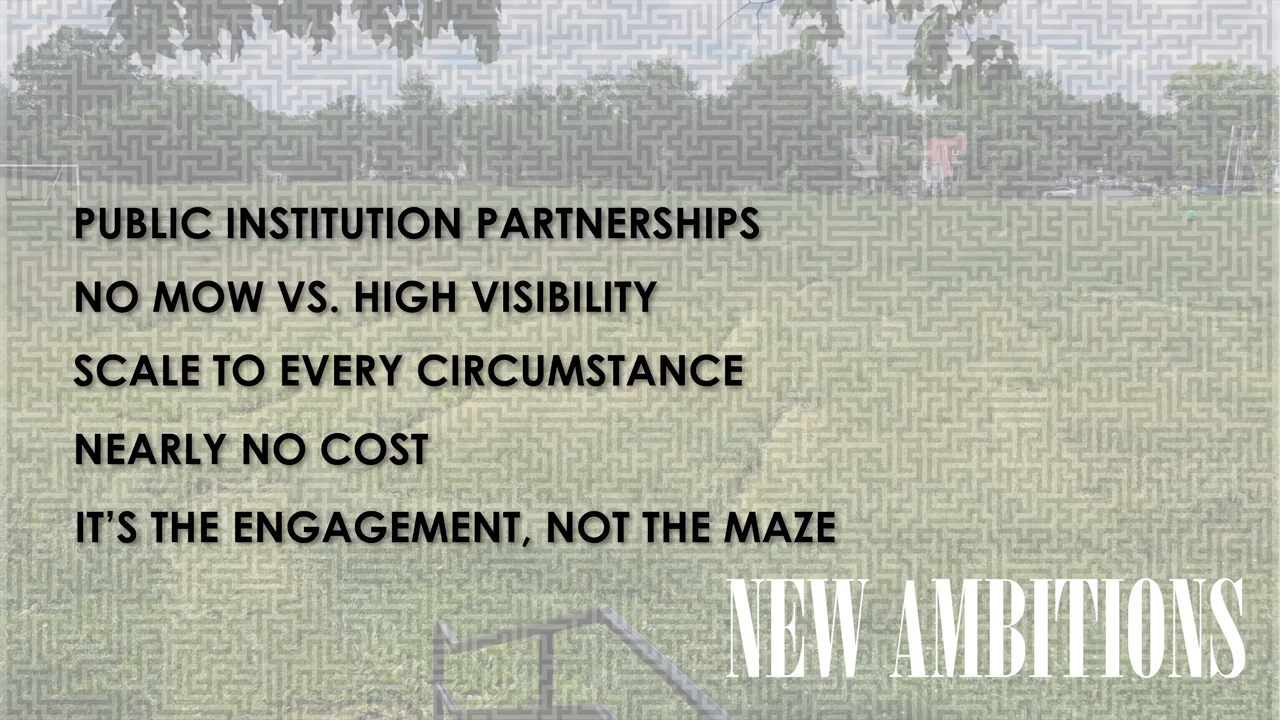 PUBLIC INSTITUTION PARTNERSHIPS
NO MOW VS. HIGH VISIBILITY
SCALE TO EVERY CIRCUMSTANCE
NEARLY NO COST
IT’S THE ENGAGEMENT, NOT THE MAZE
NEW AMBITIONS